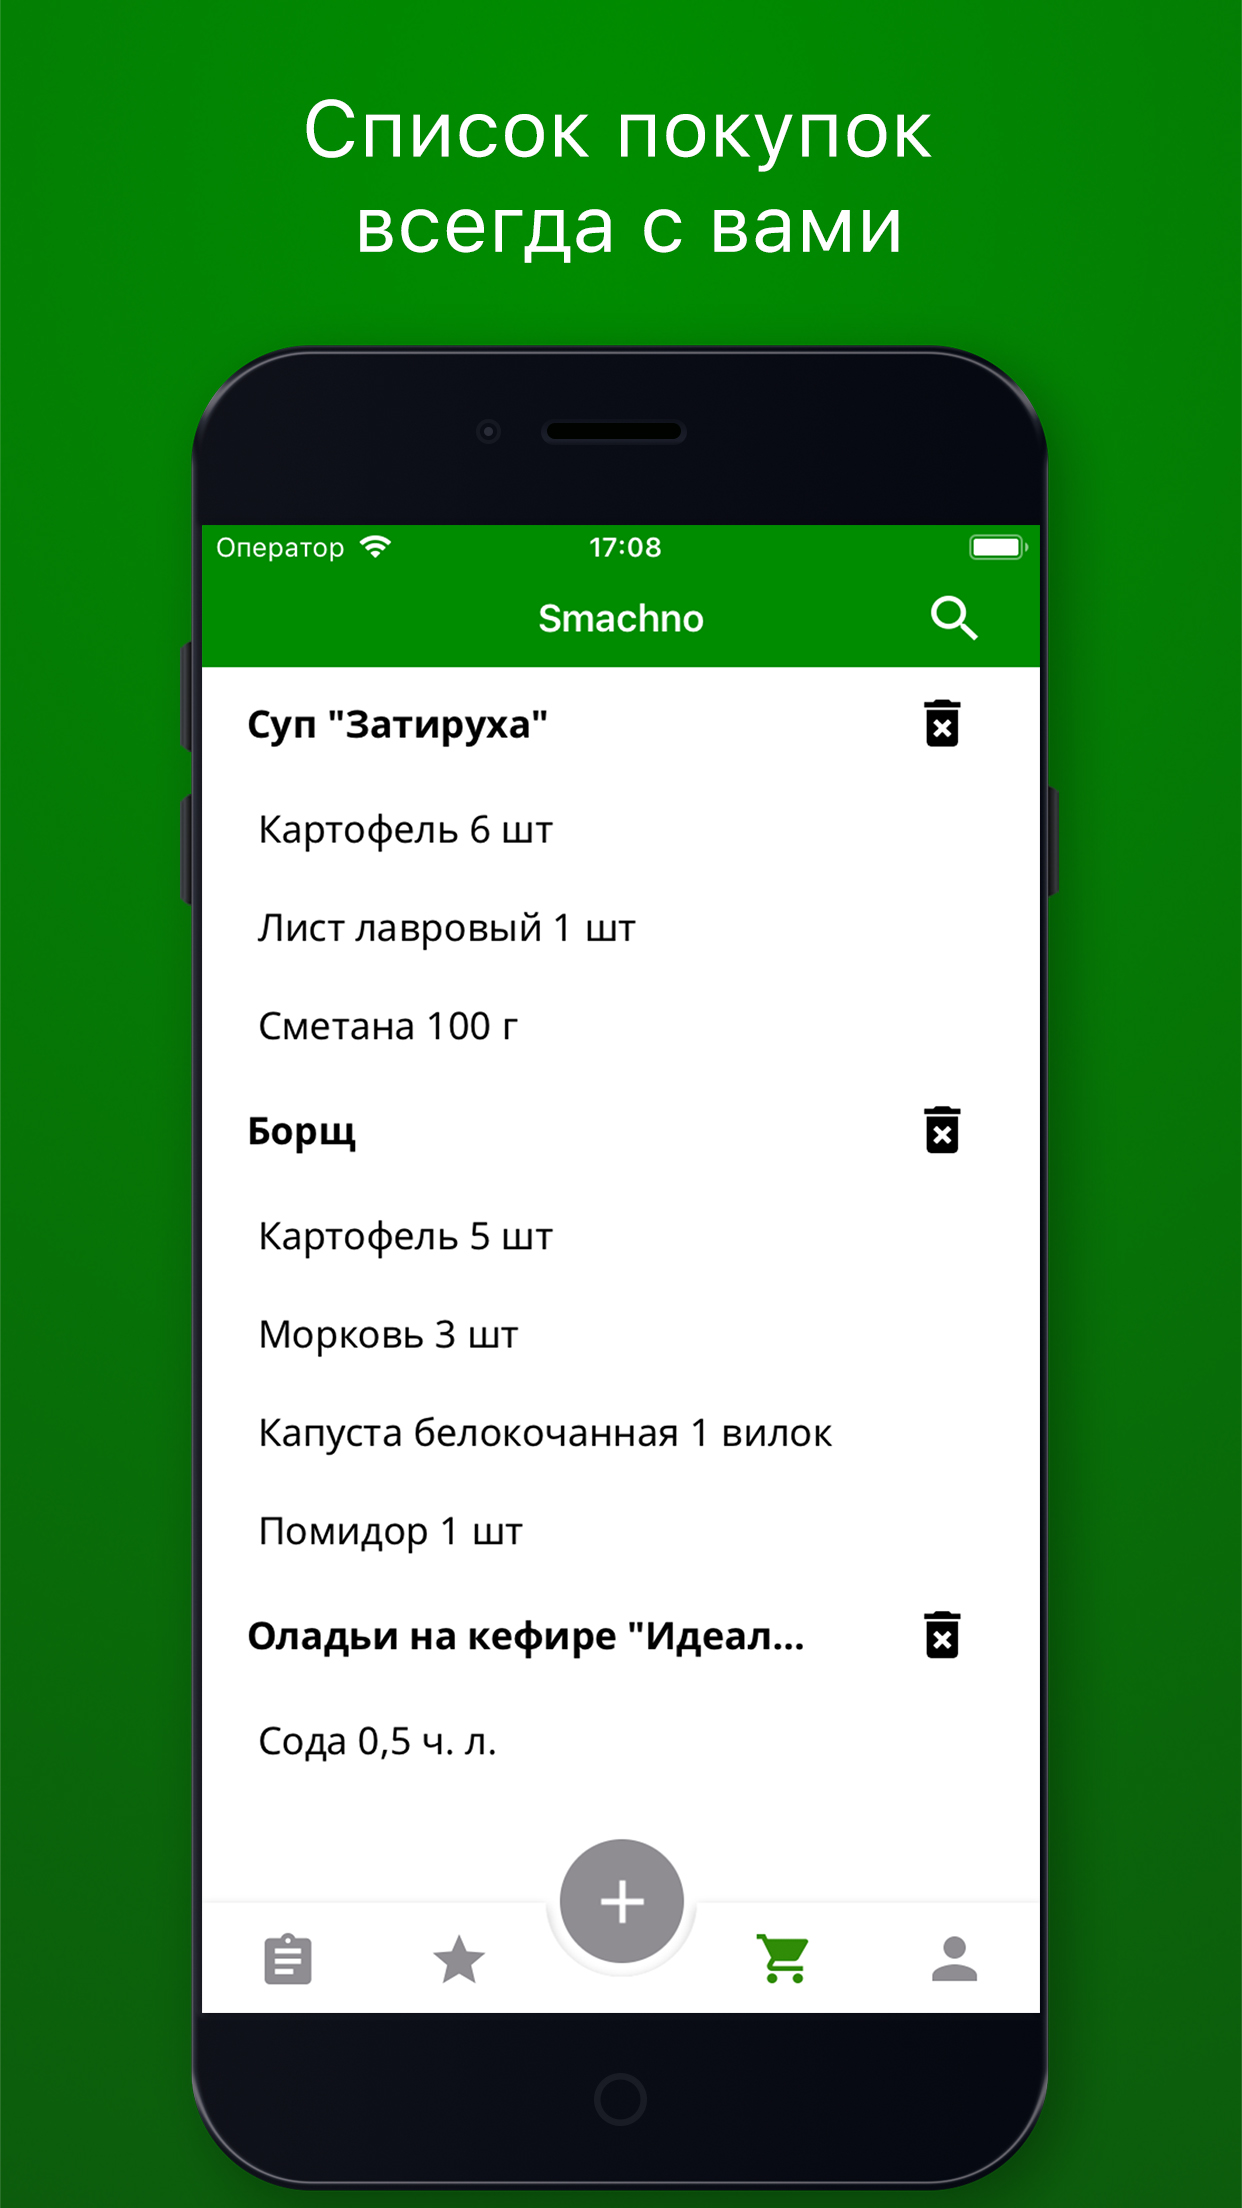 Список покупок
всегда с вами
Оператор 17:08
Smachno
Суп "Затируха"
Картофель 6 шт
Лист лавровый 1 шт
Сметана 100 г
Борщ
Картофель 5 шт
Морковь 3 шт
Капуста белокочанная 1 вилок
Помидор 1 шт
Оладьи на кефире "Идеал...
Сода 0,5 ч. л.